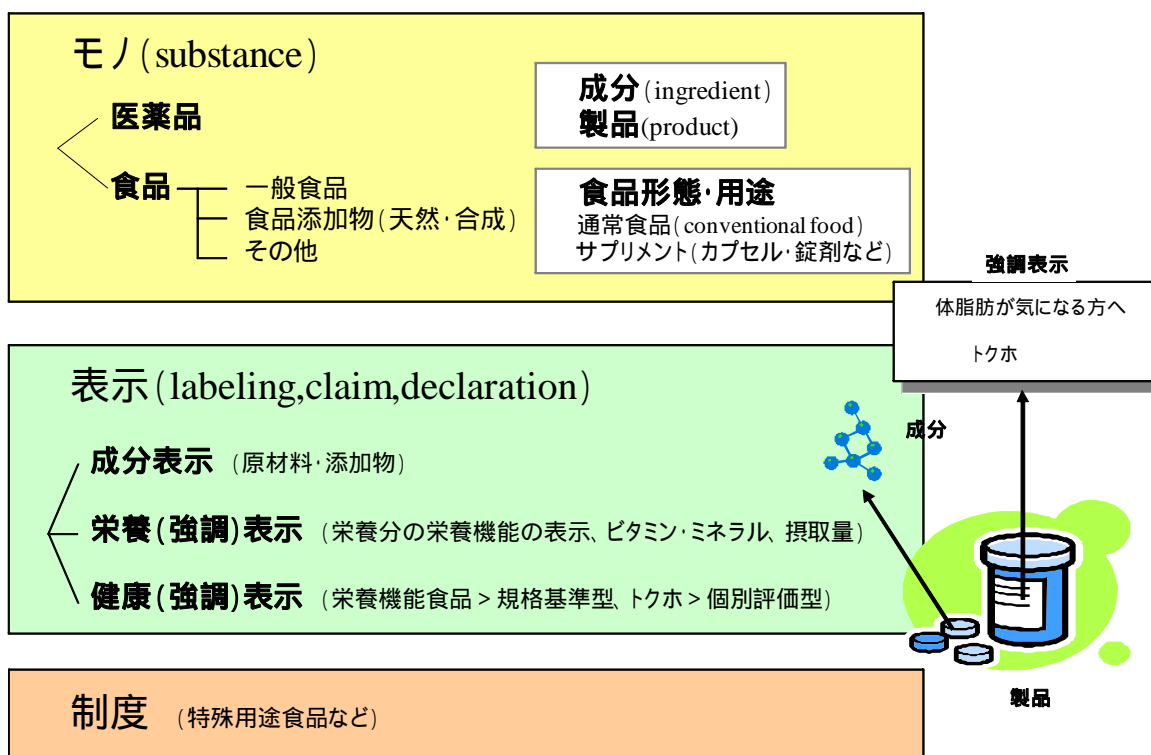 モノ(substance)
医薬品
食品
一般食品
食品添加物(天然・合成)
その他
成分(ingredient)
製品(product)
食品形態・用途
通常食品(conventional food)
サプリメント(カプセル・錠剤など)
強調表示
体脂肪が気になる方へ
トクホ
表示(labeling,claim,declaration)
成分表示 (原材料・添加物)
栄養(強調)表示 (栄養分の栄養機能の表示、ビタミン・ミネラル、摂取量)
健康(強調)表示 (栄養機能食品>規格基準型、トクホ>個別評価型)
成分
製品
制度 (特殊用途食品など)